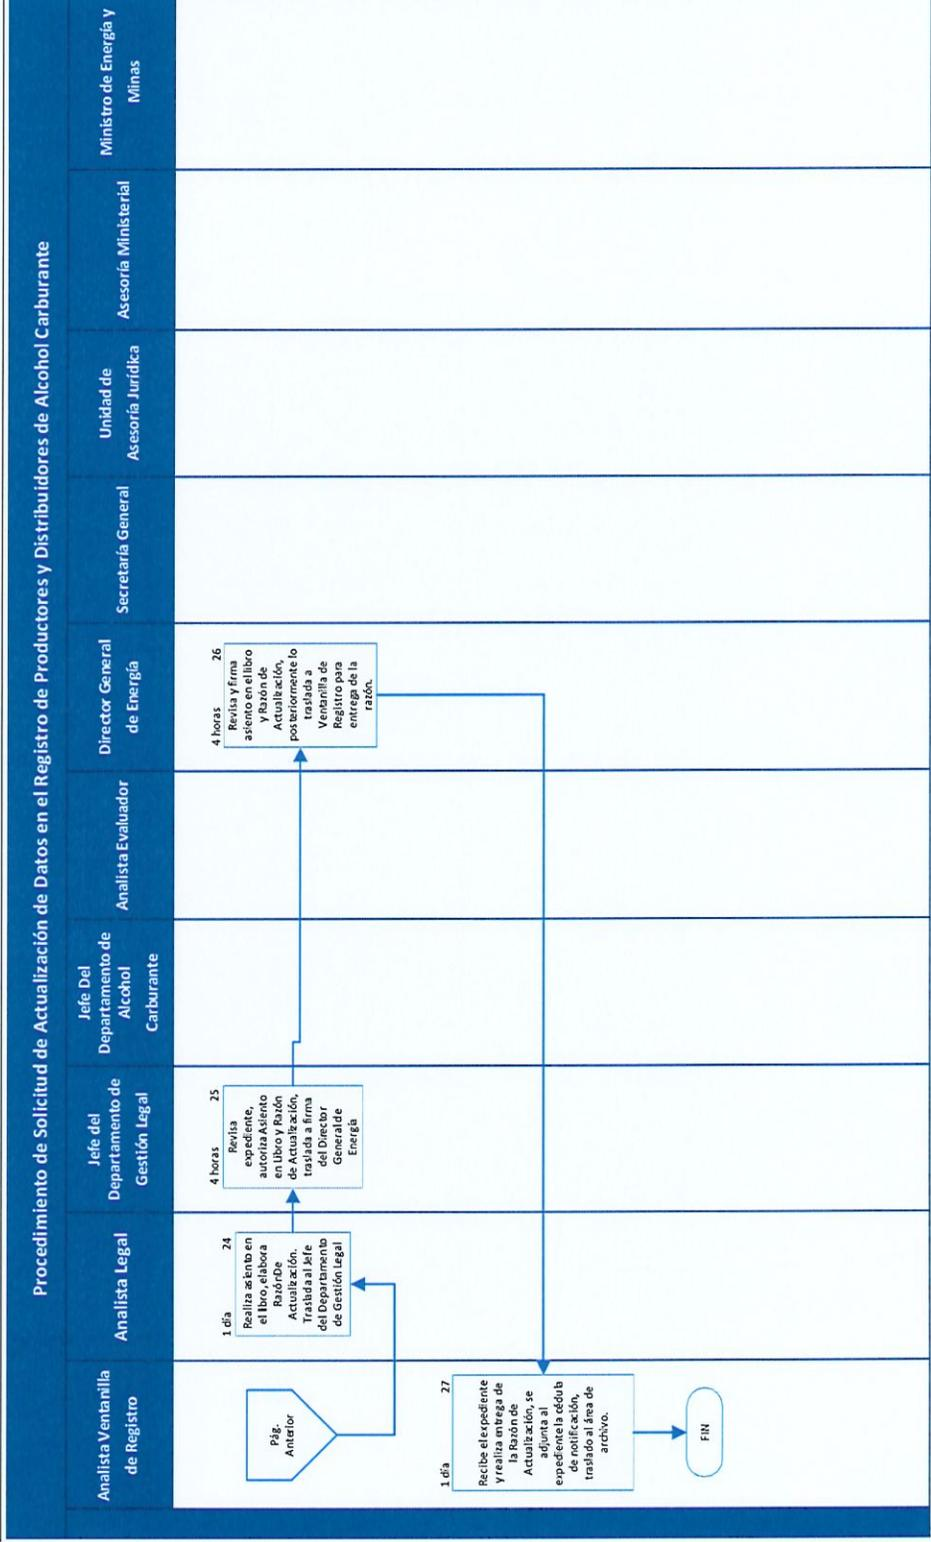 Procedimiento de Solicitud de Actualización de Datos en el Registro de Productores y Distribuidores de Alcohol Carburante
Analista Ventanilla
de Registro
Analista Legal
Jefe del
Departamento de
Gestión Legal
Jefe Del
Departamento de
Alcohol
Carburante
Analista Evaluador
Director General
de Energía
Secretaría General
Unidad de
Asesoría Jurídica
Asesoría Ministerial
Ministro de Energía y
Minas
Pág.
Anterior
1 día 24
Realiza asiento en
el libro, elabora
Razón De
Actualización.
Traslada al Jefe
del Departamento
de Gestión Legal
4 horas 25
Revisa
expediente,
autoriza Asiento
en Libro y Razón
de Actualización,
traslada a firma
del Director
General de
Energía
4 horas 26
Revisa y firma
asiento en el libro
y Razón de
Actualización,
posteriormente lo
traslada a
Ventanilla de
Registro para
entrega de la
razón.
1 día 27
Recibe el expediente
y realiza entrega de
la Razón de
Actualización, se
adjunta al
expediente la cédula
de notificación,
traslado al área de
archivo.
FIN